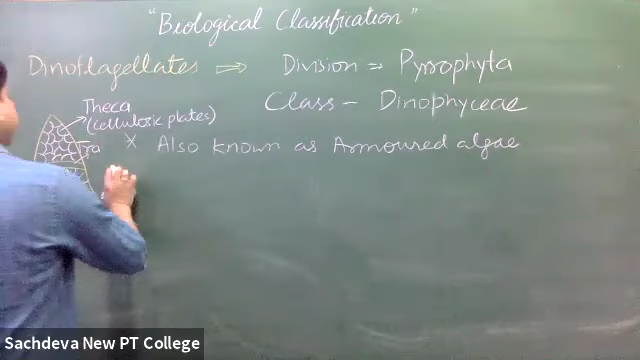 "Biological Classification"
Dinoflagellates ⇒ Division = Pyrrophyta
Class - Dinophyceae
Theca
(cellulosic plates)
* Also known as Armoured algae
Sachdeva New PT College